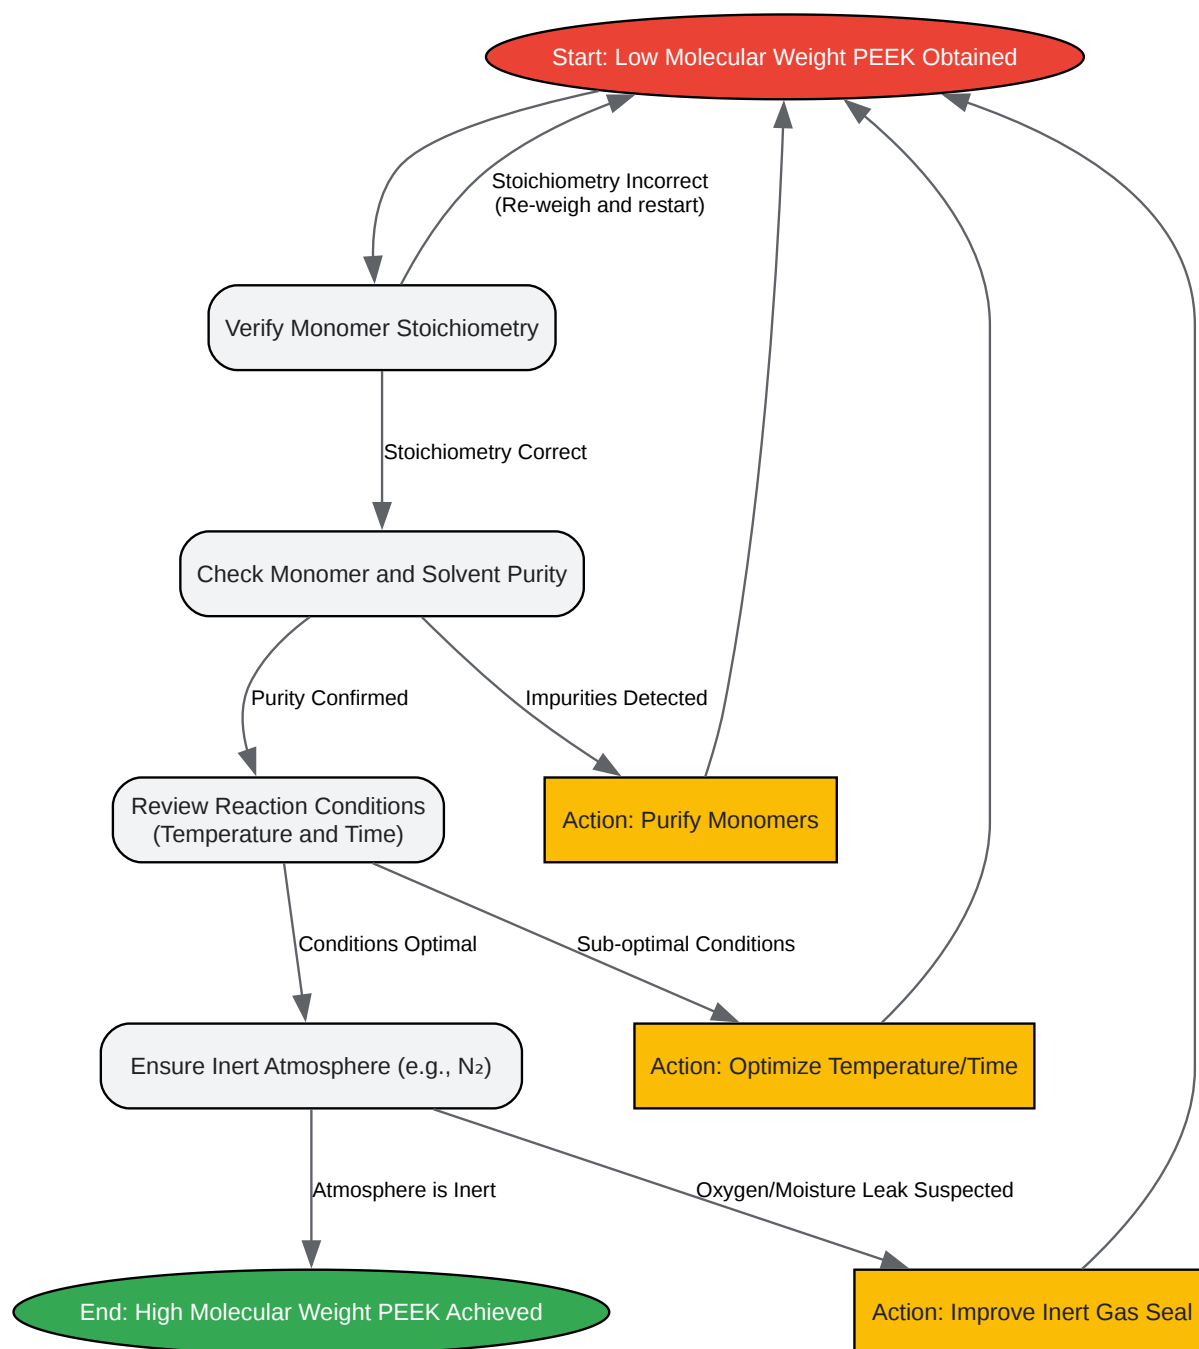 Start: Low Molecular Weight PEEK Obtained
Stoichiometry Incorrect
(Re-weigh and restart)
Verify Monomer Stoichiometry
Stoichiometry Correct
Check Monomer and Solvent Purity
Purity Confirmed
Impurities Detected
Review Reaction Conditions
(Temperature and Time)
Action: Purify Monomers
Conditions Optimal
Sub-optimal Conditions
Ensure Inert Atmosphere (e.g., N₂)
Action: Optimize Temperature/Time
Atmosphere is Inert
Oxygen/Moisture Leak Suspected
End: High Molecular Weight PEEK Achieved
Action: Improve Inert Gas Seal